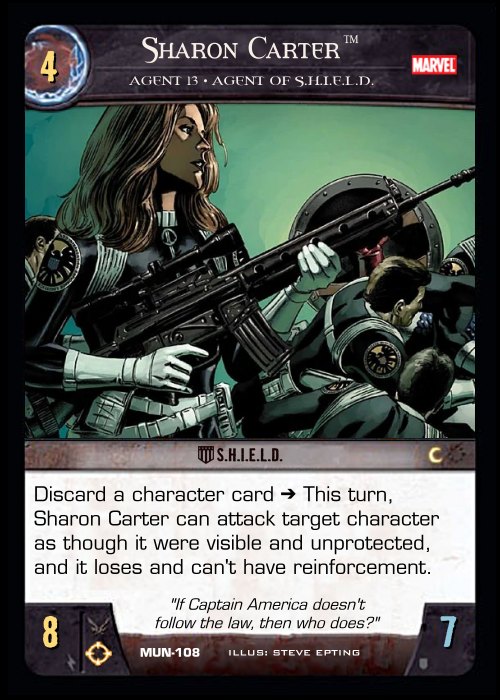 4
SHARON CARTER™
MARVEL
AGENT 13 • AGENT OF S.H.I.E.L.D.
S.H.I.E.L.D.
C
Discard a character card ➔ This turn,
Sharon Carter can attack target character
as though it were visible and unprotected,
and it loses and can't have reinforcement.
"If Captain America doesn't
follow the law, then who does?"
8
7
MUN-108 ILLUS: STEVE EPTING